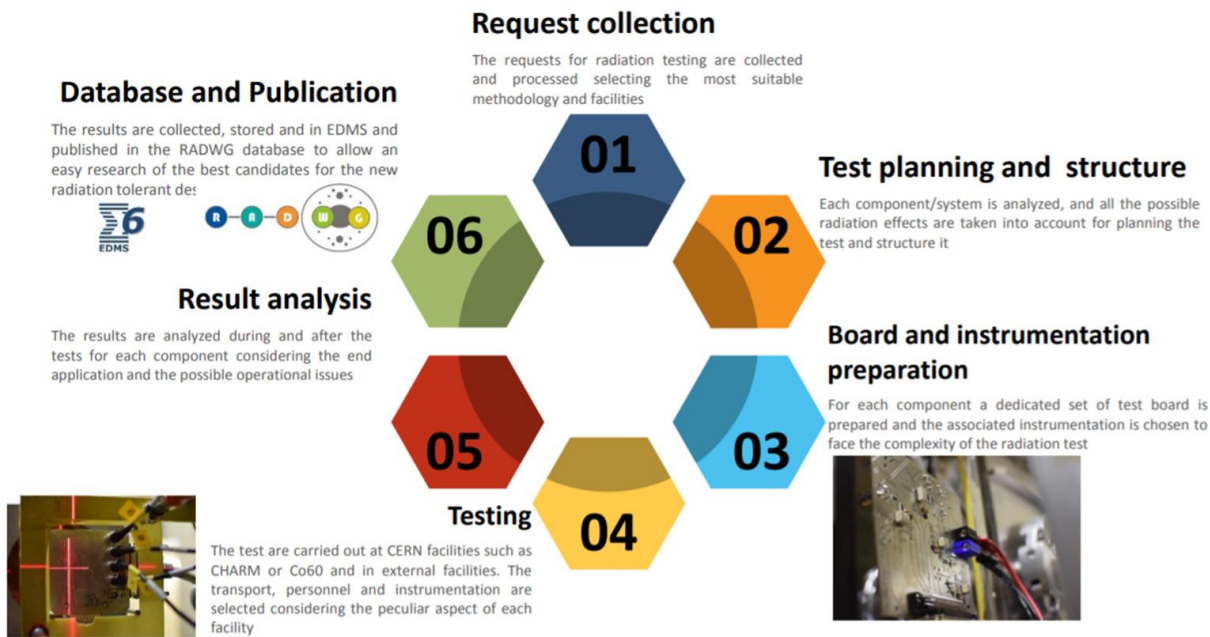 Request collection
The requests for radiation testing are collected
and processed selecting the most suitable
methodology and facilities
01
Test planning and structure
Each component/system is analyzed, and all the possible
radiation effects are taken into account for planning the
test and structure it
02
Board and instrumentation
preparation
For each component a dedicated set of test board is
prepared and the associated instrumentation is chosen to
face the complexity of the radiation test
03
04
Testing
The test are carried out at CERN facilities such as
CHARM or Co60 and in external facilities. The
transport, personnel and instrumentation are
selected considering the peculiar aspect of each
facility
05
Result analysis
The results are analyzed during and after the
tests for each component considering the end
application and the possible operational issues
06
Database and Publication
The results are collected, stored and in EDMS and
published in the RADWG database to allow an
easy research of the best candidates for the new
radiation tolerant
6
EDMS
R A D W G